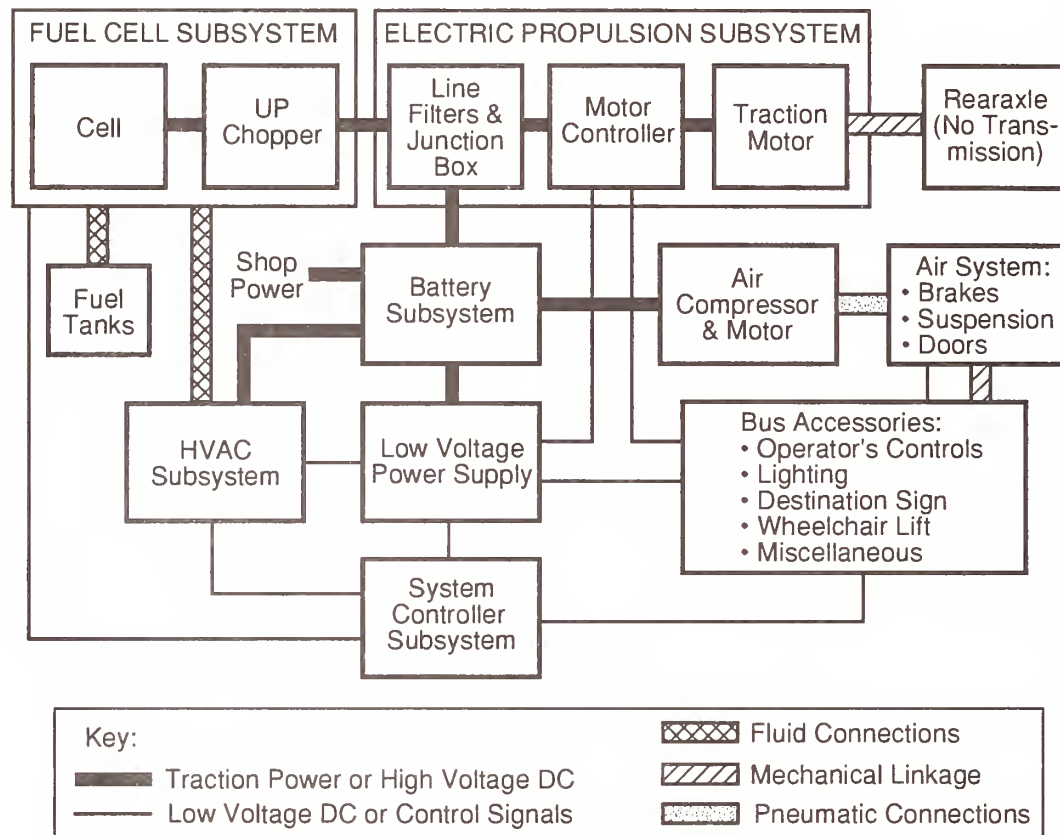 FUEL CELL SUBSYSTEM
ELECTRIC PROPULSION SUBSYSTEM
Cell
UP
Chopper
Line
Filters &
Junction
Box
Motor
Controller
Traction
Motor
Rearaxle
(No Trans-
mission)
Shop
Power
Fuel
Tanks
Battery
Subsystem
Air
Compressor
& Motor
Air System:
• Brakes
• Suspension
• Doors
HVAC
Subsystem
Low Voltage
Power Supply
Bus Accessories:
• Operator's Controls
• Lighting
• Destination Sign
• Wheelchair Lift
• Miscellaneous
System
Controller
Subsystem
Key:
Traction Power or High Voltage DC
Low Voltage DC or Control Signals
Fluid Connections
Mechanical Linkage
Pneumatic Connections